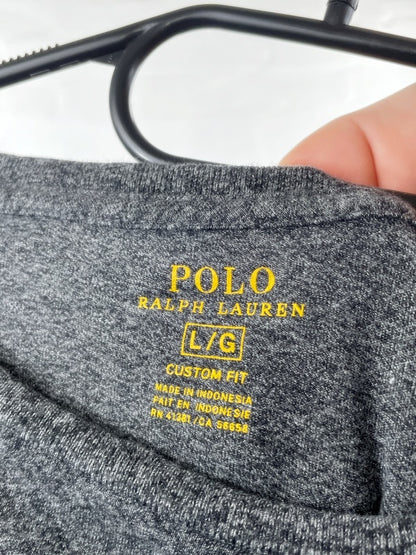 POLO
RALPH LAUREN
L/G
CUSTOM FIT
MADE IN INDONESIA
FAIT EN INDONESIE
RN 41381 / CA 56658